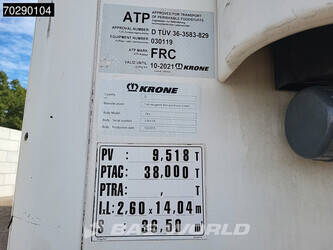 70290104
ATP
APPROVED FOR TRANSPORT
OF PERISHABLE FOODSTUFFS
APPROVAL NUMBER D TÜV 36-3583-829
EQUIPMENT NUMBER 030119
ATP MARK FRC
VALID UNTIL 10-2021 KRONE
KRONE
PV : 9,518 T
PTAC: 38,000 T
PTRA: , T
L.L: 2,60 x 14,04 m
S 36,50 m²
BAS WORLD